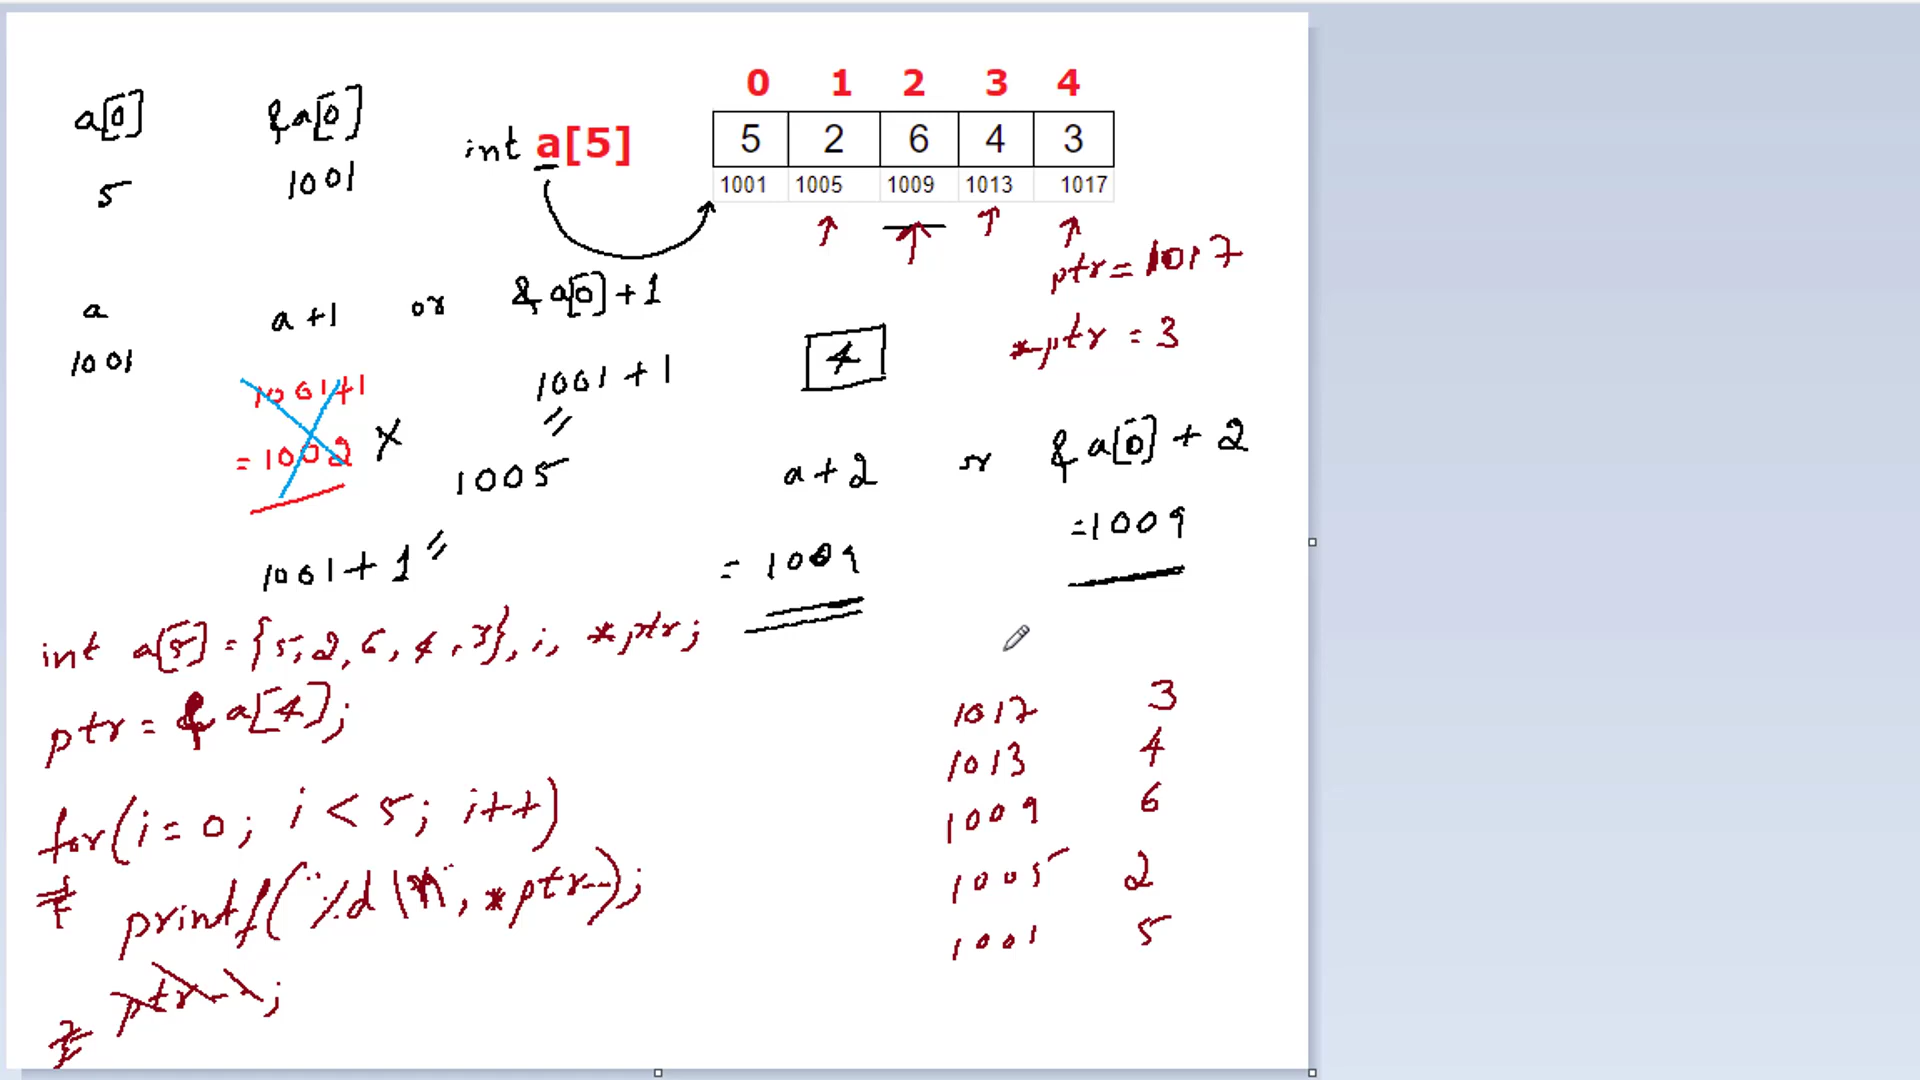 0 1 2 3 4
a[0] &a[0] int a[5] 5 2 6 4 3
5 1001 1001 1005 1009 1013 1017
ptr = 1017
a a+1 or &a[0]+1
1001 *ptr = 3
1001+1 1001+1 4
= 1002 X =
1005 a+2 or &a[0]+2
1001+1 = = 1009 =1009
int a[5] = {5, 2, 6, 4, 3}, i, *ptr;
ptr = &a[4];
for(i=0; i<5; i++)
{
printf("%d\n", *ptr--);
ptr--;
}
1017 3
1013 4
1009 6
1005 2
1001 5